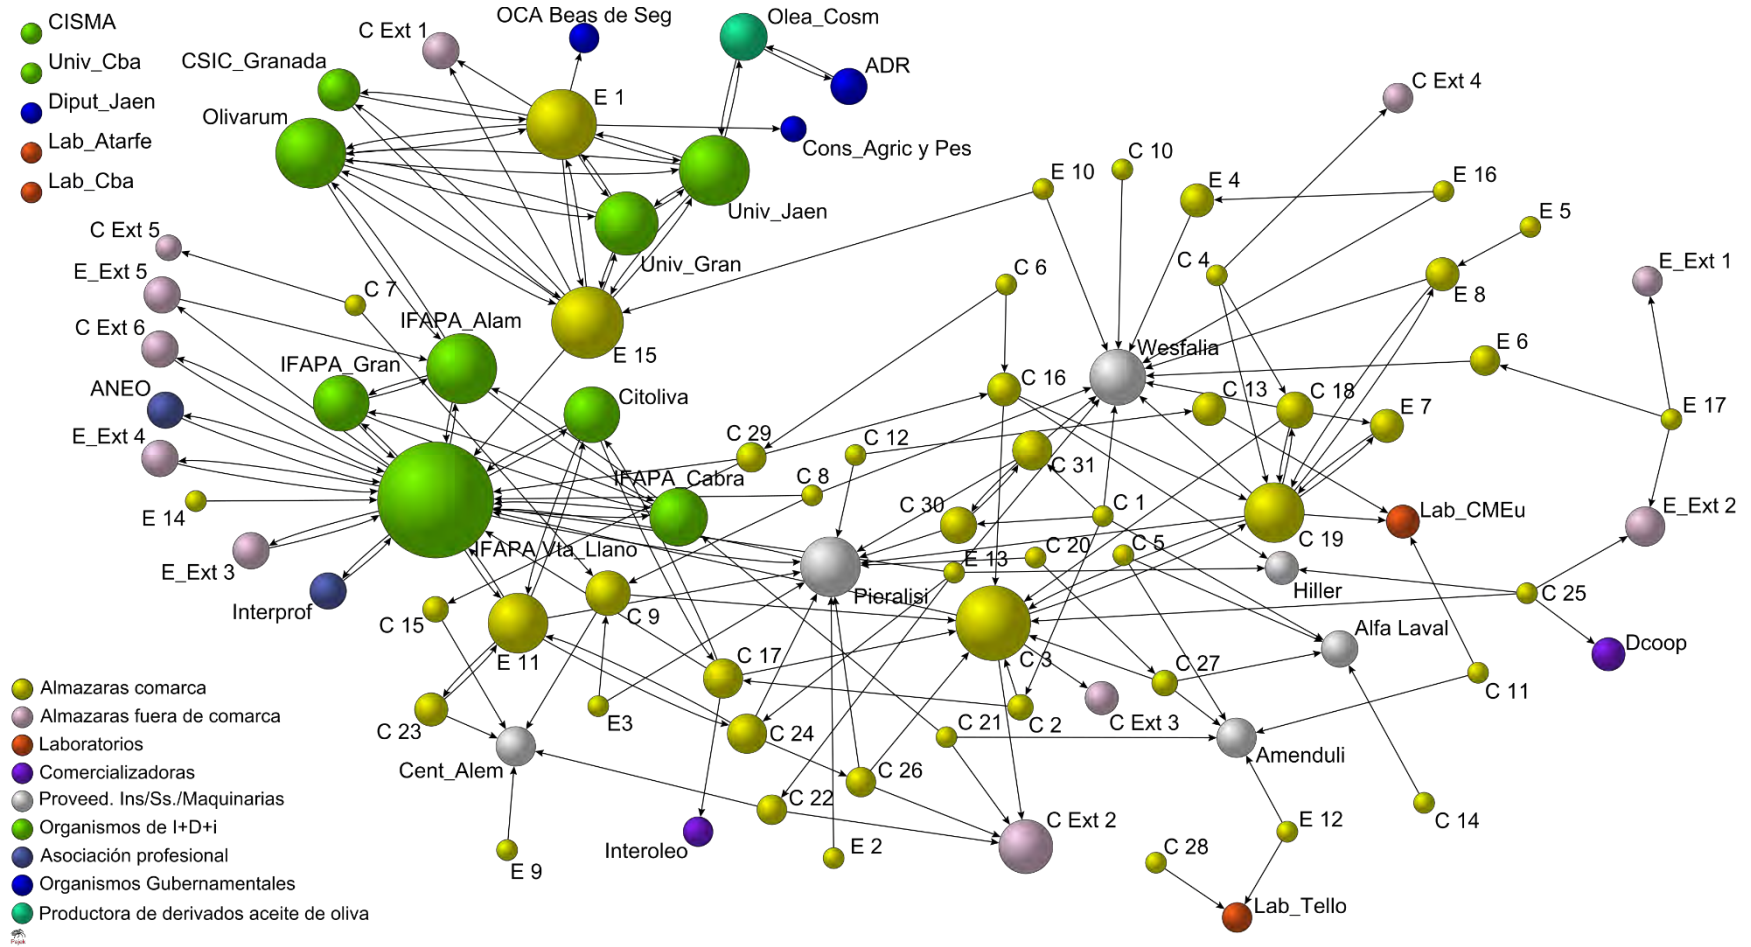 CISMA
Univ_Cba
Diput_Jaen
Lab_Atarfe
Lab_Cba
OCA Beas de Seg
C Ext 1
Olea_Cosm
CSIC_Granada
ADR
E 1
Olivarum
Cons_Agric y Pes
Univ_Jaen
Univ_Gran
C Ext 4
C 10
E 10
E 4
E 16
E 5
C Ext 5
E_Ext 5
C 7
C Ext 6
IFAPA_Alam
IFAPA_Gran
E 15
C 6
C 4
E 8
E_Ext 1
Wesfalia
E 6
ANEO
Citoliva
C 16
C 13
C 18
E 7
E 17
E_Ext 4
C 29
C 12
IFAPA_Cabra
C 8
C 31
E 14
C 30
C 1
Lab_CMEu
E_Ext 2
E_Ext 3
IFAPA Vta_Llano
E 13
C 20
C 5
C 19
Interprof
Pieralisi
Hiller
C 25
C 15
C 9
E 11
C 3
Alfa Laval
Dcoop
C 17
C 27
C 11
C 23
E3
C 24
C 21
C 2
C Ext 3
Cent_Alem
Amenduli
C 26
C 22
C Ext 2
C 14
E 12
Interoleo
E 2
E 9
C 28
Lab_Tello
Almazaras comarca
Almazaras fuera de comarca
Laboratorios
Comercializadoras
Proveed. Ins/Ss./Maquinarias
Organismos de I+D+i
Asociación profesional
Organismos Gubernamentales
Productora de derivados aceite de oliva
Pajek